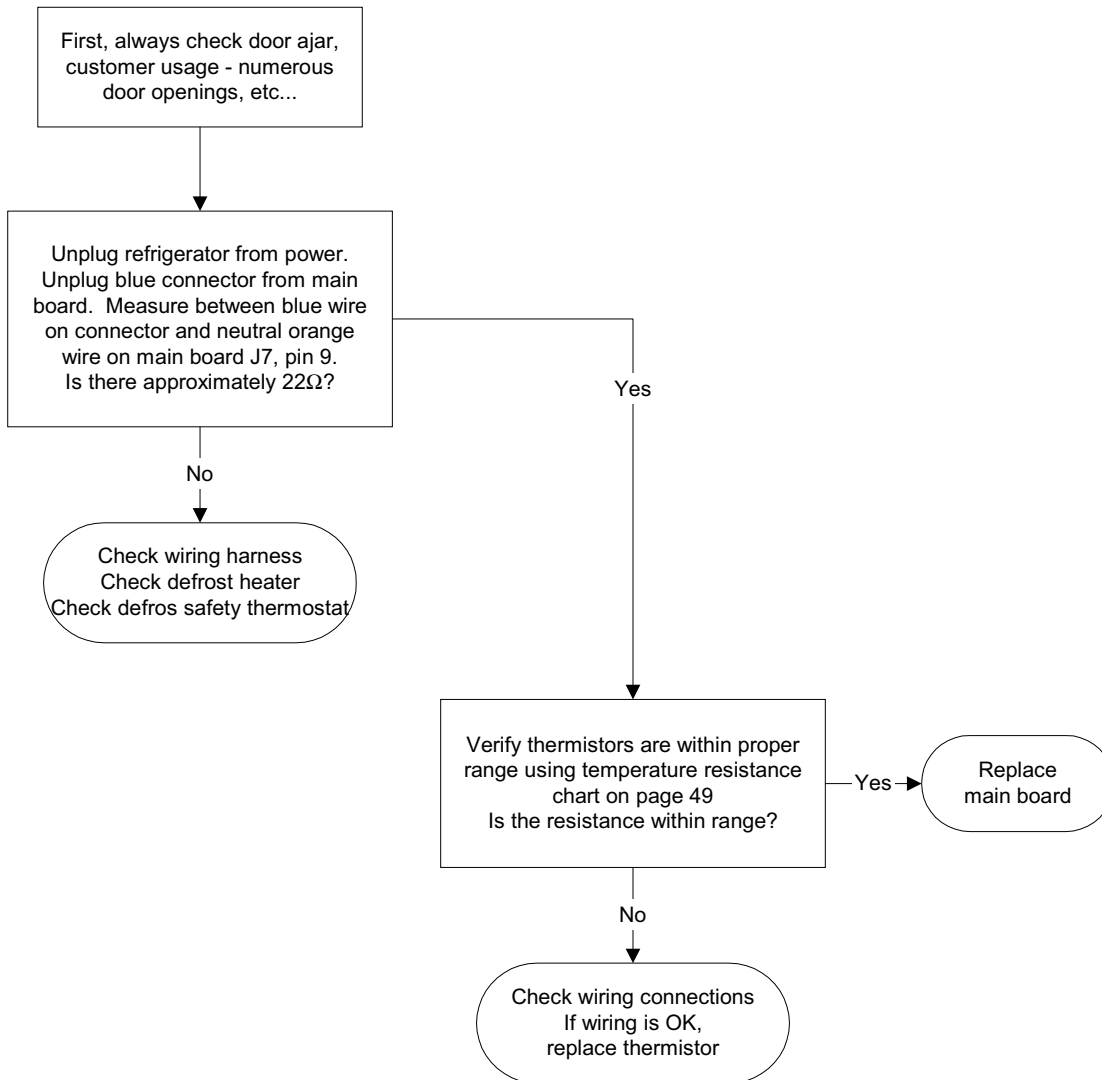 First, always check door ajar,
customer usage - numerous
door openings, etc...
Unplug refrigerator from power.
Unplug blue connector from main
board.  Measure between blue wire
on connector and neutral orange
wire on main board J7, pin 9.
Is there approximately 22Ω?
Yes
No
Check wiring harness
Check defrost heater
Check defros safety thermostat
Verify thermistors are within proper
range using temperature resistance
chart on page 49
Is the resistance within range?
Yes
Replace
main board
No
Check wiring connections
If wiring is OK,
replace thermistor